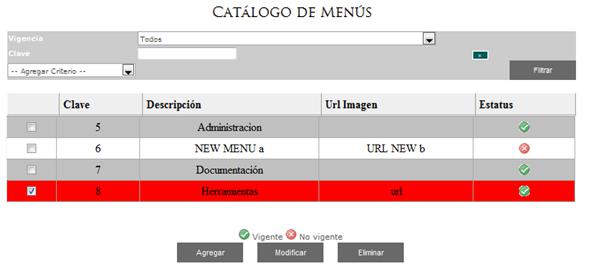 CATÁLOGO DE MENÚS
Vigencia Todos
Clave x
-- Agregar Criterio -- Filtrar
Clave Descripción Url Imagen Estatus
5 Administracion
6 NEW MENU a URL NEW b
7 Documentación
8 Herramientas url
Vigente No vigente
Agregar Modificar Eliminar